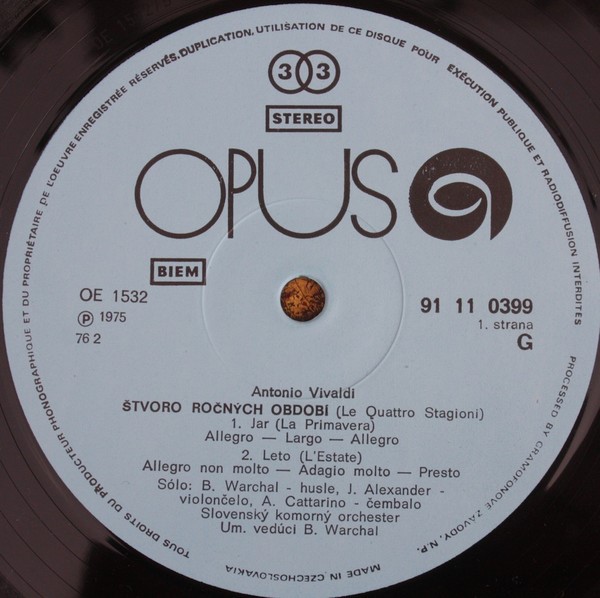 TOUS DROITS DU PRODUCTEUR PHONOGRAPHIQUE ET DU PROPRIÉTAIRE DE L'OEUVRE ENREGISTRÉE RÉSERVÉS. DUPLICATION. UTILISATION DE CE DISQUE POUR EXÉCUTION PUBLIQUE ET RADIODIFFUSION INTERDITES
33
STEREO
OPUS
BIEM
OE 1532
℗ 1975
76 2
91 11 0399
1. strana
G
Antonio Vivaldi
ŠTVORO ROČNÝCH OBDOBÍ (Le Quattro Stagioni)
1. Jar (La Primavera)
Allegro — Largo — Allegro
2. Leto (L'Estate)
Allegro non molto — Adagio molto — Presto
Sólo: B. Warchal - husle, J. Alexander -
violončelo, A. Cattarino - čembalo
Slovenský komorný orchester
Um. vedúci B. Warchal
PROCESSED BY GRAMOFONOVÉ ZÁVODY, N.P.
MADE IN CZECHOSLOVAKIA